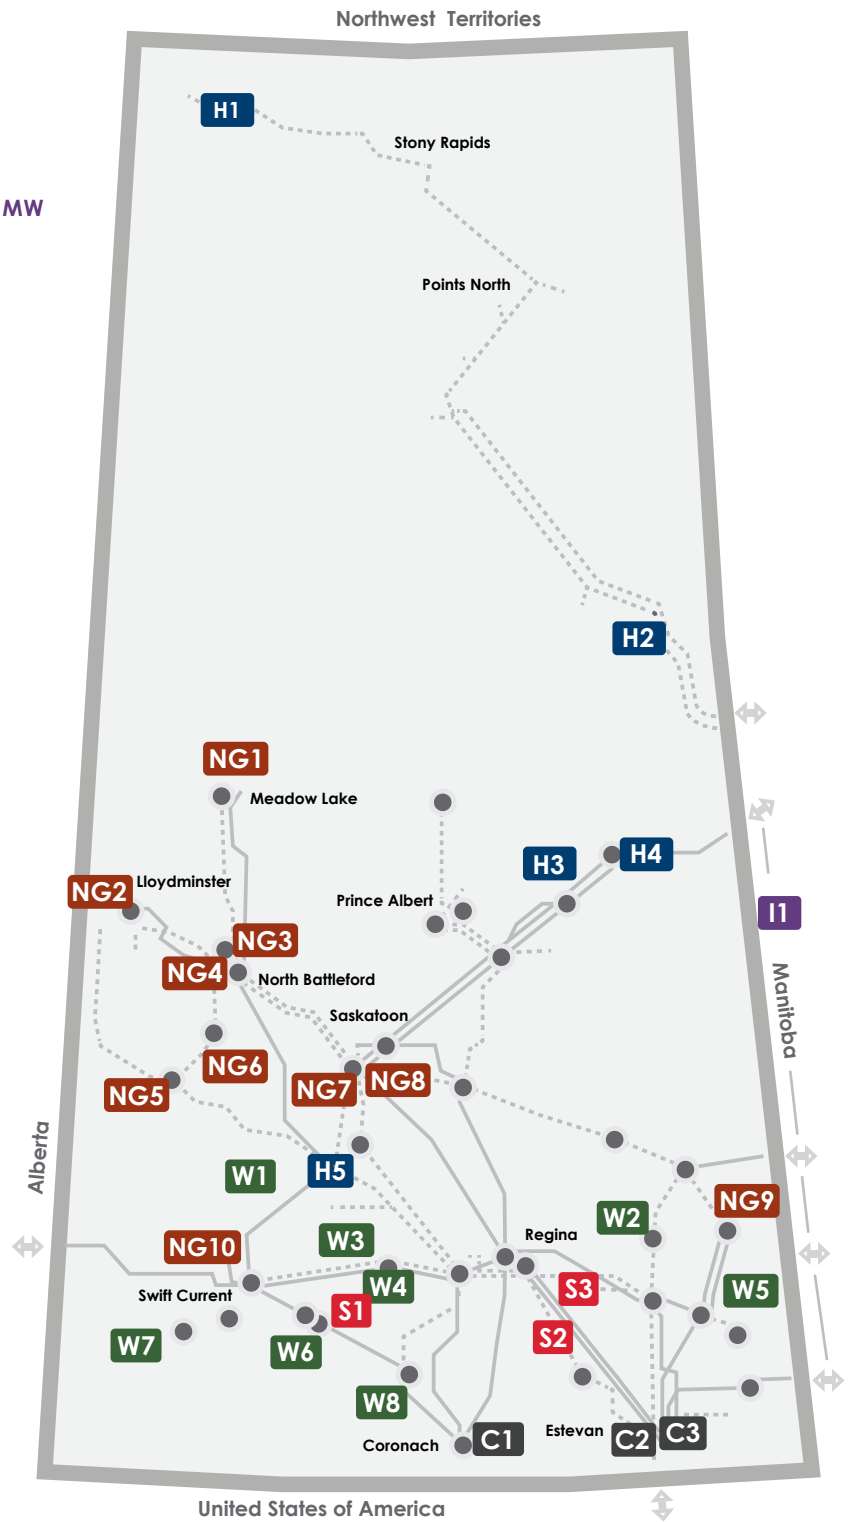 Northwest Territories
H1
Stony Rapids
MW
Points North
H2
NG1
Meadow Lake
H3
H4
Lloydminster
NG2
Prince Albert
I1
NG3
NG4
North Battleford
Manitoba
Saskatoon
NG6
NG5
NG7
NG8
Alberta
W1
H5
NG9
W2
Regina
W3
NG10
W4
S3
W5
Swift Current
S1
S2
W7
W6
W8
Coronach
C1
Estevan
C2
C3
United States of America